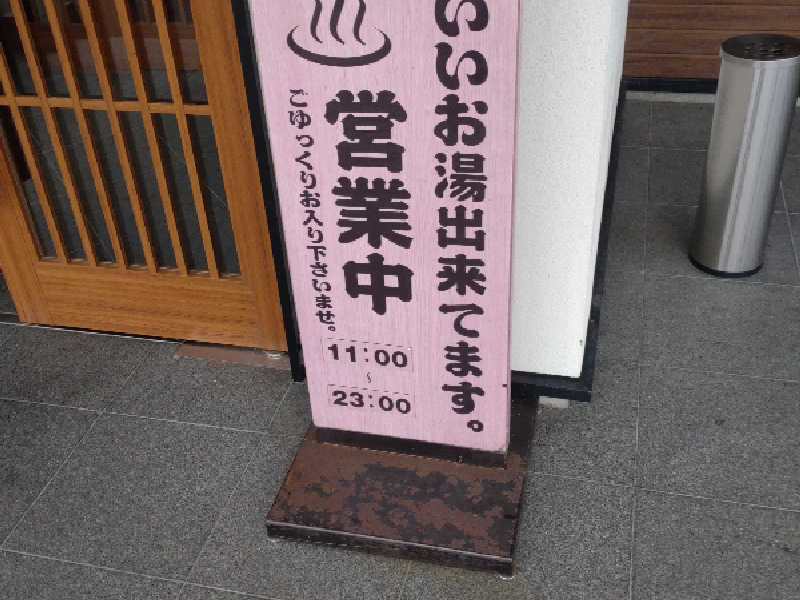 いいお湯出来てます。
営業中
ごゆっくりお入り下さいませ。
11:00
~
23:00